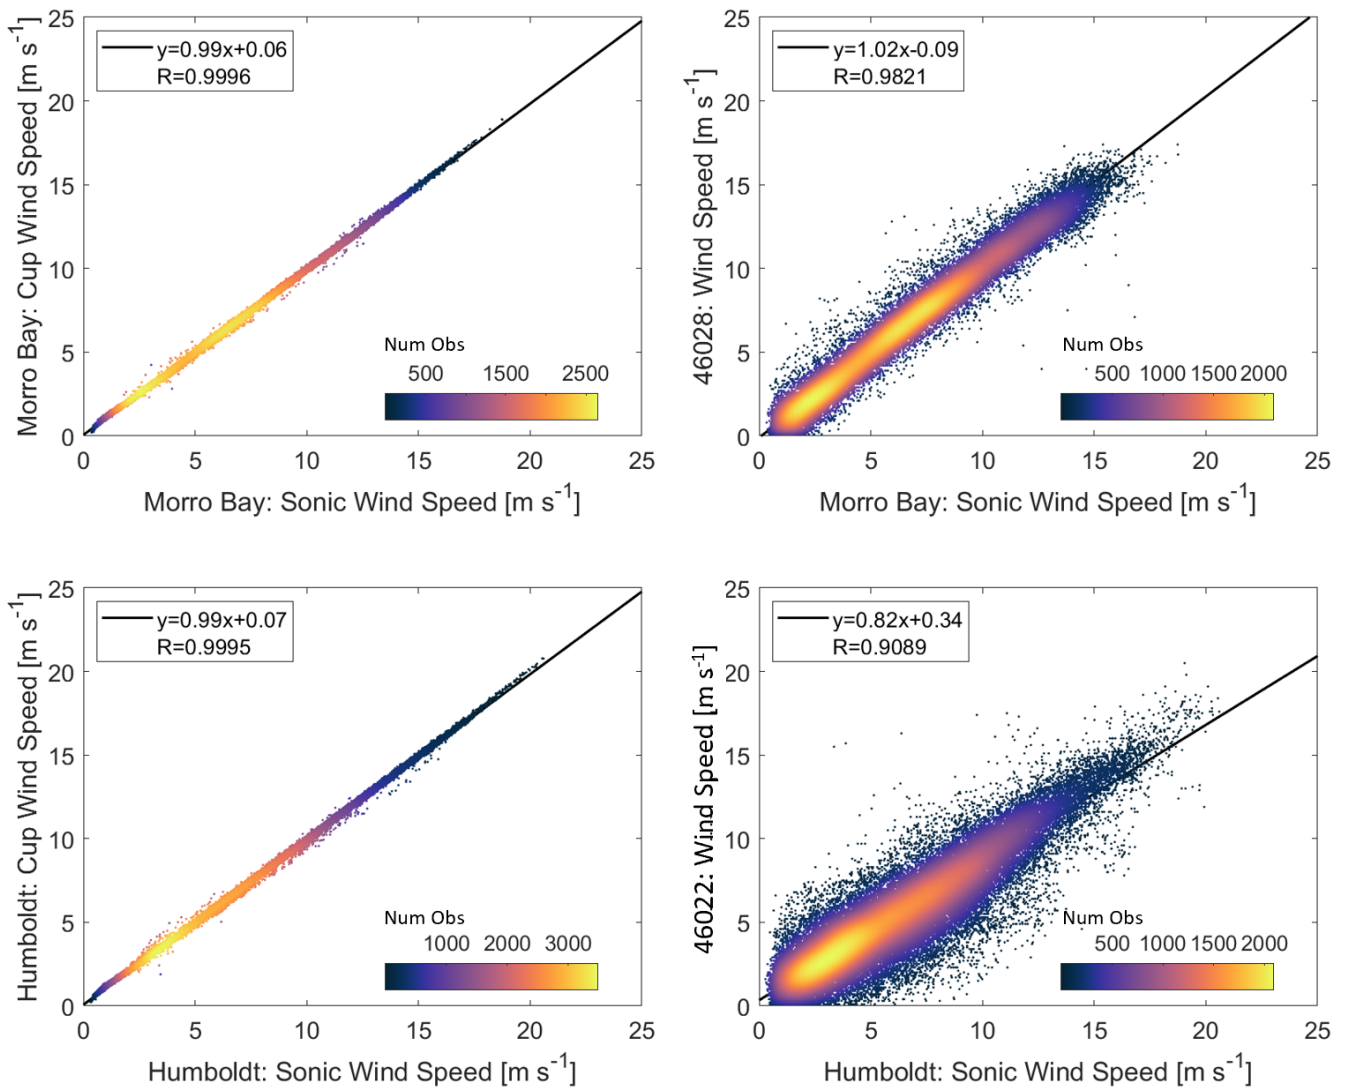 Morro Bay: Cup Wind Speed [m s⁻¹]
25
20
15
10
5
0
y=0.99x+0.06
R=0.9996
Num Obs
500 1500 2500
0 5 10 15 20 25
Morro Bay: Sonic Wind Speed [m s⁻¹]
46028: Wind Speed [m s⁻¹]
25
20
15
10
5
0
y=1.02x-0.09
R=0.9821
Num Obs
500 1000 1500 2000
0 5 10 15 20 25
Morro Bay: Sonic Wind Speed [m s⁻¹]
Humboldt: Cup Wind Speed [m s⁻¹]
25
20
15
10
5
0
y=0.99x+0.07
R=0.9995
Num Obs
1000 2000 3000
0 5 10 15 20 25
Humboldt: Sonic Wind Speed [m s⁻¹]
46022: Wind Speed [m s⁻¹]
25
20
15
10
5
0
y=0.82x+0.34
R=0.9089
Num Obs
500 1000 1500 2000
0 5 10 15 20 25
Humboldt: Sonic Wind Speed [m s⁻¹]